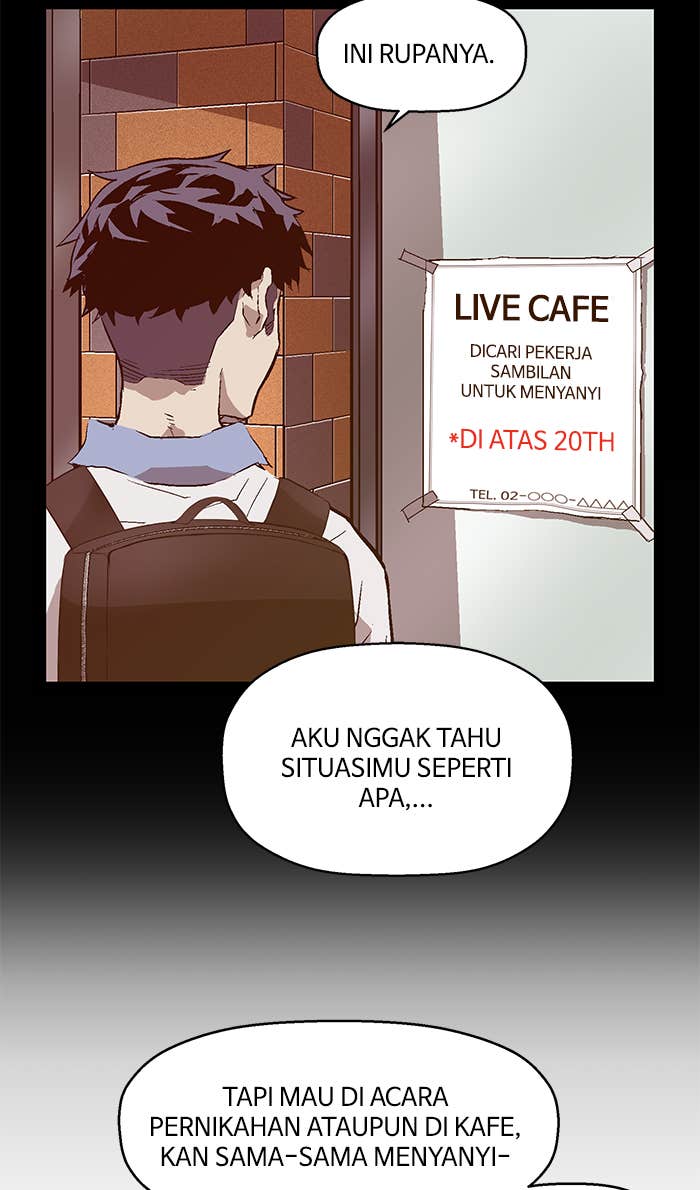 INI RUPANYA.
LIVE CAFE
DICARI PEKERJA
SAMBILAN
UNTUK MENYANYI
*DI ATAS 20TH
TEL. 02-○○○-△△△△
AKU NGGAK TAHU
SITUASIMU SEPERTI
APA,...
TAPI MAU DI ACARA
PERNIKAHAN ATAUPUN DI KAFE,
KAN SAMA-SAMA MENYANYI-